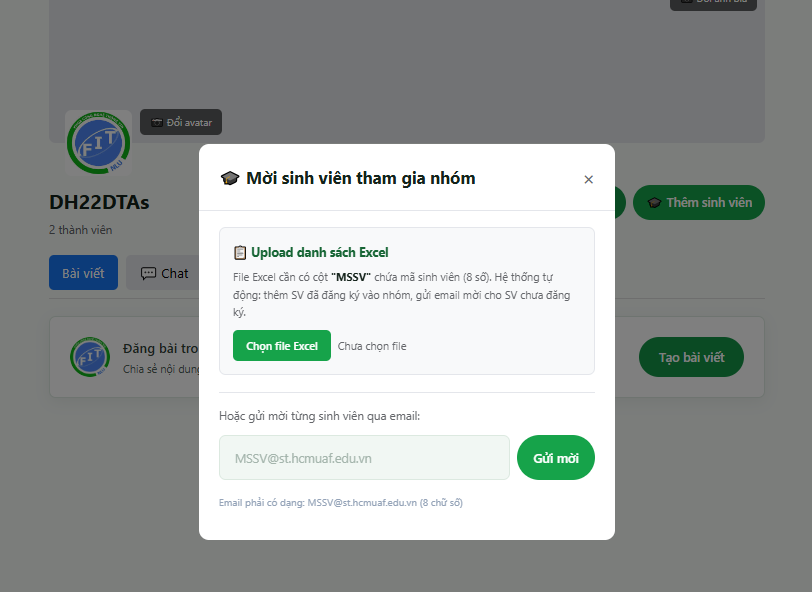 Đổi avatar
FIT
NLU
Mời sinh viên tham gia nhóm
×
DH22DTAs
Thêm sinh viên
2 thành viên
Upload danh sách Excel
File Excel cần có cột "MSSV" chứa mã sinh viên (8 số). Hệ thống tự
động: thêm SV đã đăng ký vào nhóm, gửi email mời cho SV chưa đăng
ký.
Bài viết
Chat
Chọn file Excel
Chưa chọn file
FIT
Đăng bài tro
Chia sẻ nội dung
Tạo bài viết
Hoặc gửi mời từng sinh viên qua email:
MSSV@st.hcmuaf.edu.vn
Gửi mời
Email phải có dạng: MSSV@st.hcmuaf.edu.vn (8 chữ số)